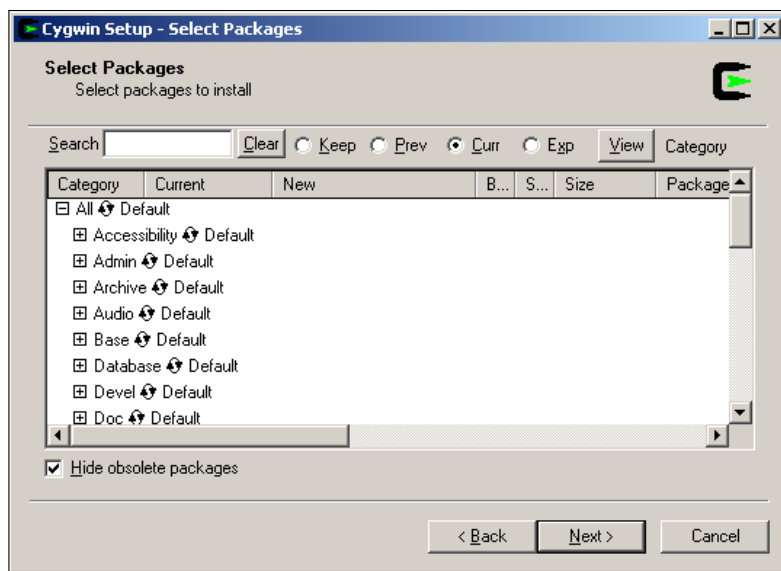 Cygwin Setup - Select Packages
Select Packages
Select packages to install
Search Clear Keep Prev Curr Exp View Category
Category Current New B... S... Size Package
All Default
Accessibility Default
Admin Default
Archive Default
Audio Default
Base Default
Database Default
Devel Default
Doc Default
Hide obsolete packages
< Back Next > Cancel